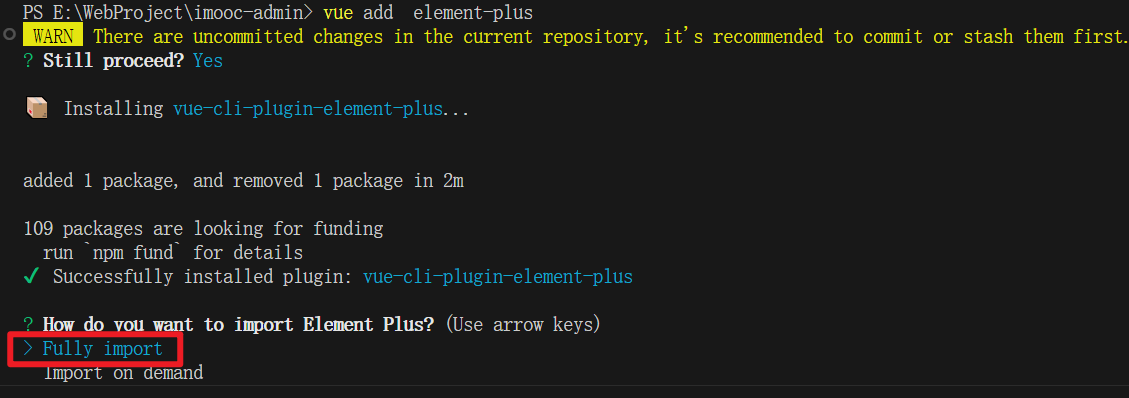 PS E:\WebProject\imooc-admin> vue add  element-plus
WARN There are uncommitted changes in the current repository, it's recommended to commit or stash them first.
? Still proceed? Yes
Installing vue-cli-plugin-element-plus...
added 1 package, and removed 1 package in 2m
109 packages are looking for funding
run `npm fund` for details
✔ Successfully installed plugin: vue-cli-plugin-element-plus
? How do you want to import Element Plus? (Use arrow keys)
> Fully import
Import on demand